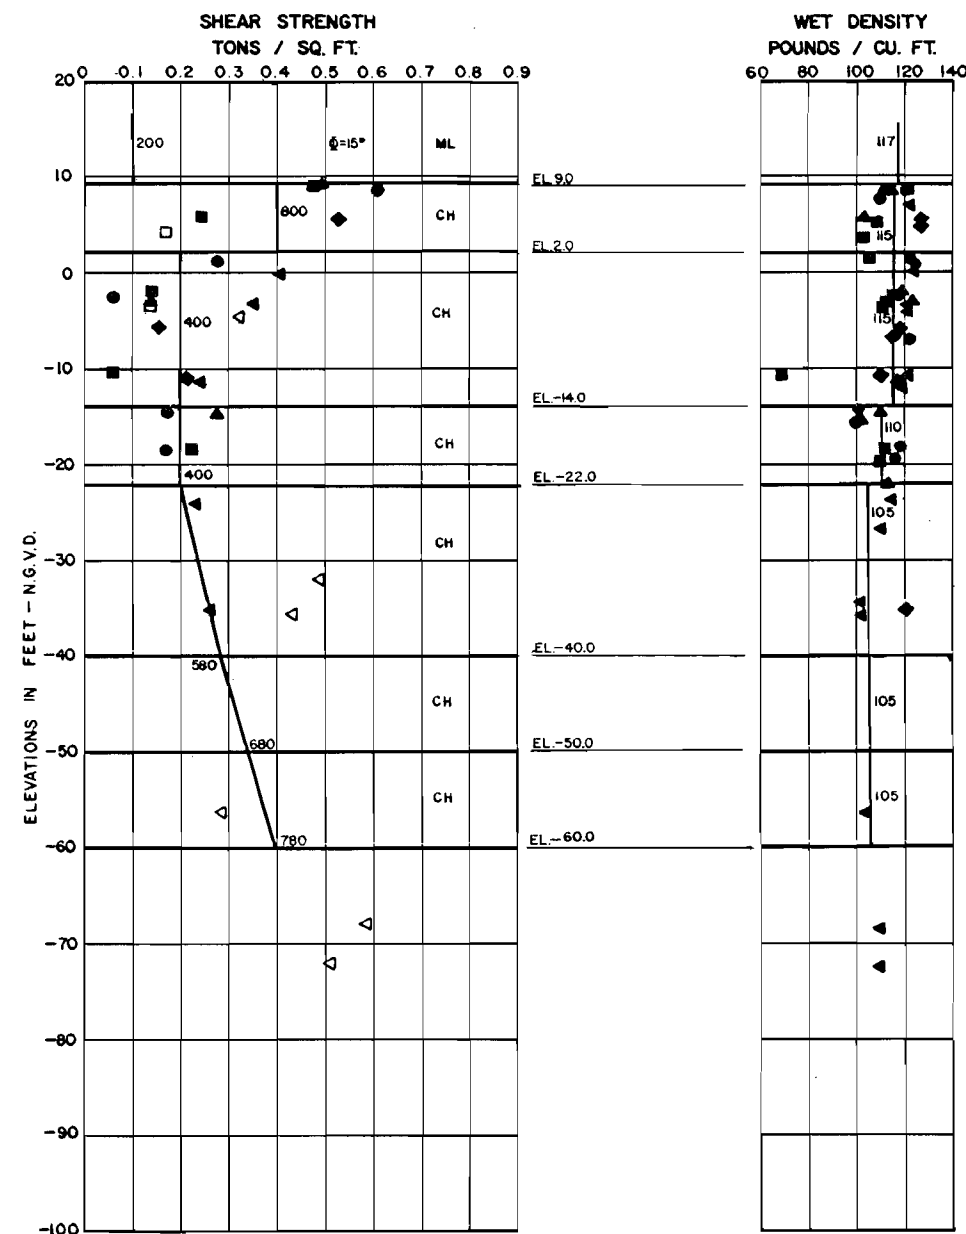 SHEAR STRENGTH
TONS / SQ. FT.
WET DENSITY
POUNDS / CU. FT.
0 0.1 0.2 0.3 0.4 0.5 0.6 0.7 0.8 0.9
60 80 100 120 140
20
200
Φ=15°
ML
117
10
EL. 9.0
800
CH
115
EL. 2.0
0
400
CH
115
-10
EL.-14.0
CH
110
-20
400
EL.-22.0
105
CH
-30
ELEVATIONS IN FEET – N.G.V.D.
-40
580
EL.-40.0
CH
105
-50
680
EL.-50.0
CH
105
-60
780
EL.-60.0
-70
-80
-90
-100